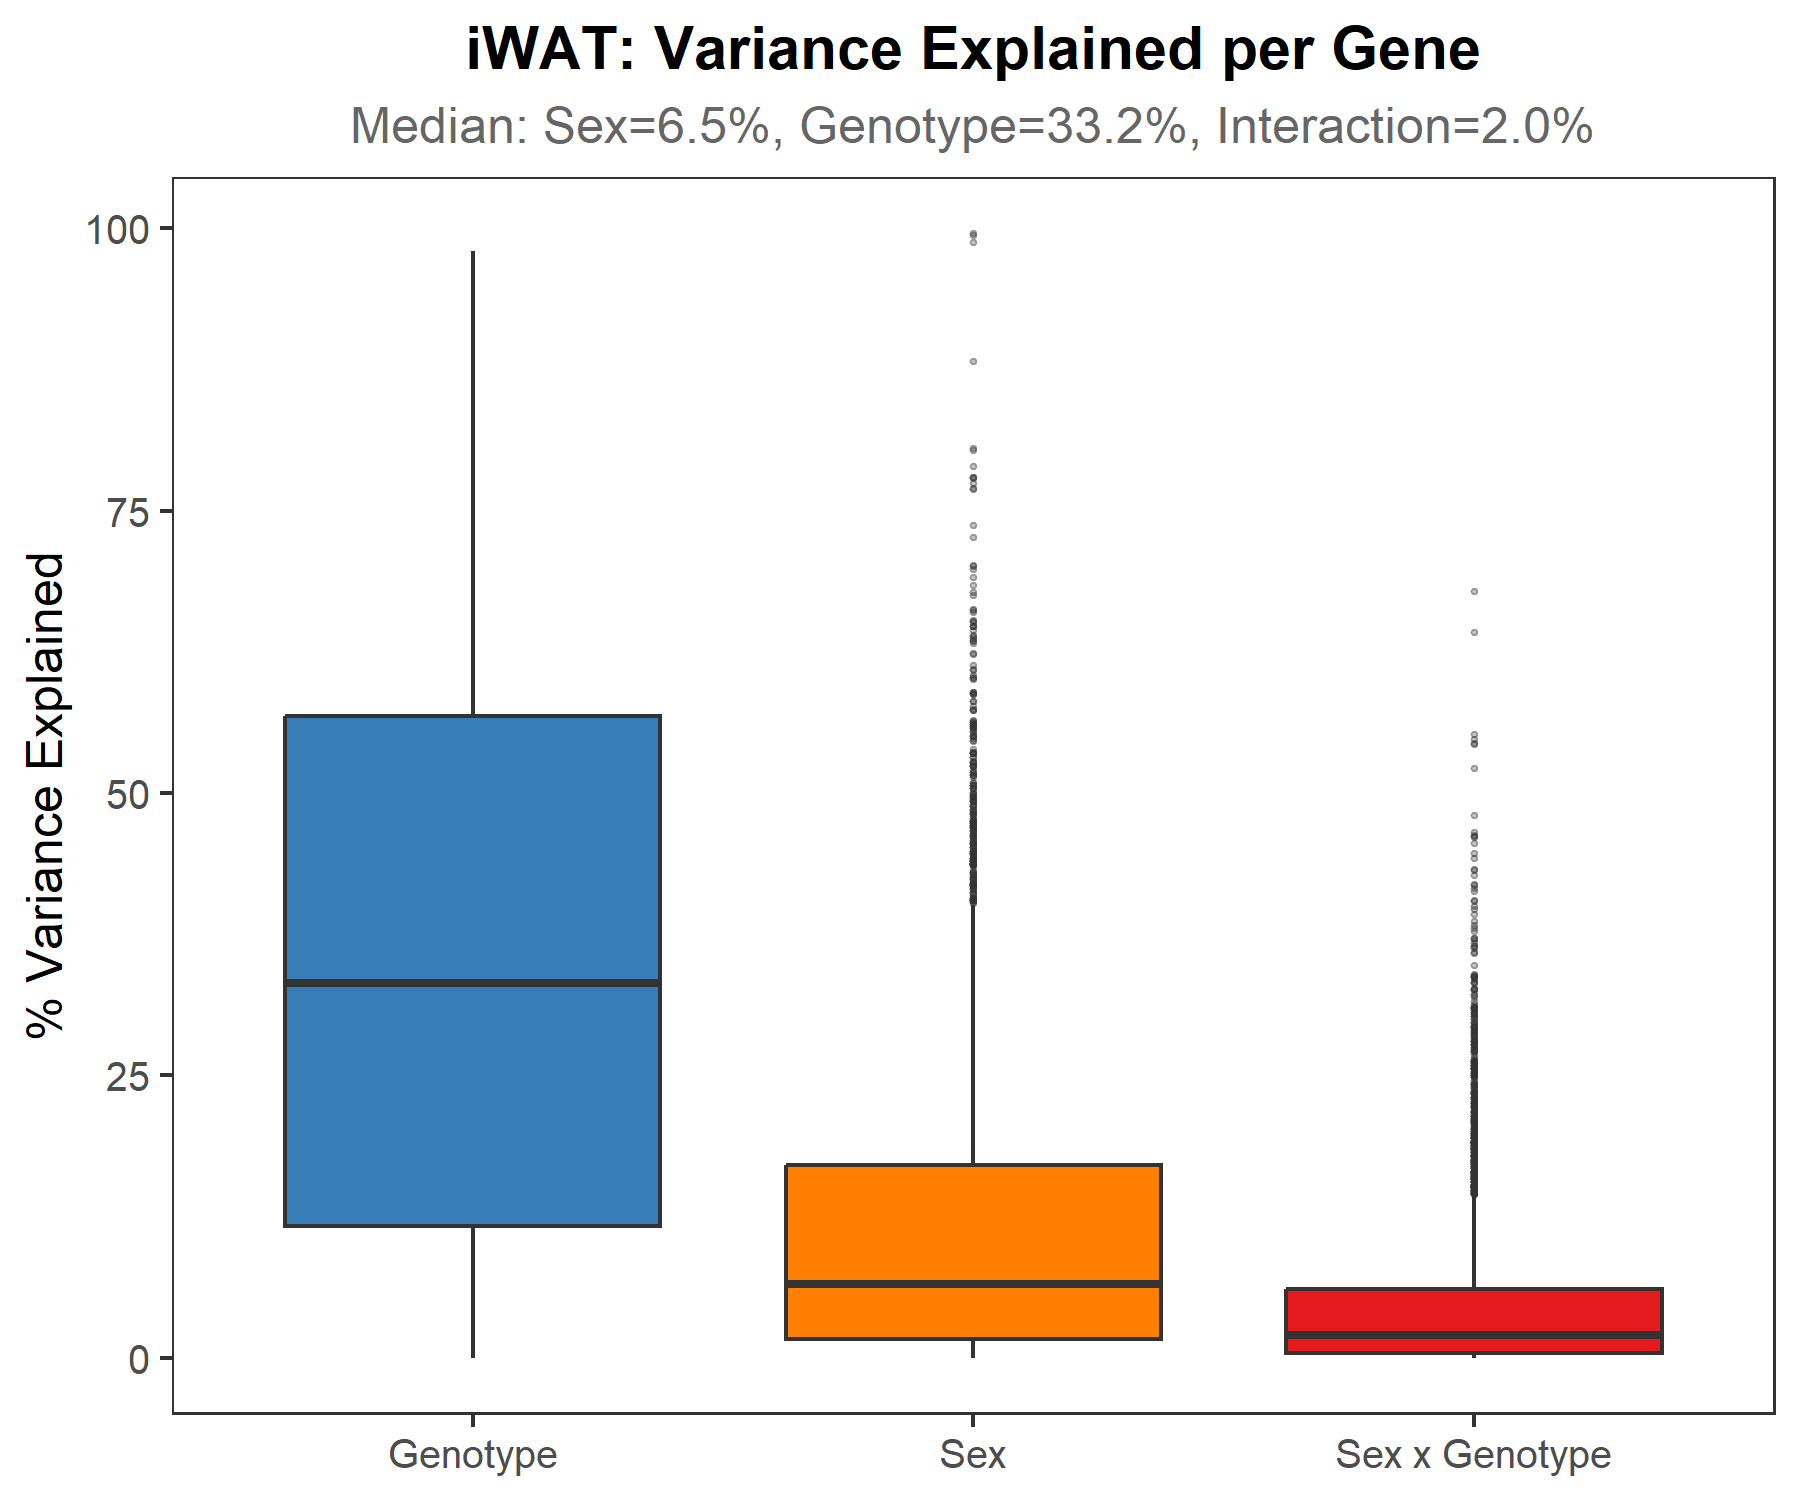 iWAT: Variance Explained per Gene
Median: Sex=6.5%, Genotype=33.2%, Interaction=2.0%
% Variance Explained
100
75
50
25
0
Genotype
Sex
Sex x Genotype